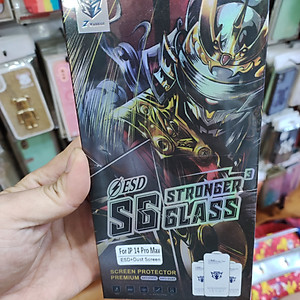 ESD
S6 STRONGER
GLASS
For IP 14 Pro Max
ESD+Dust Screen
SCREEN PROTECTOR
PREMIUM